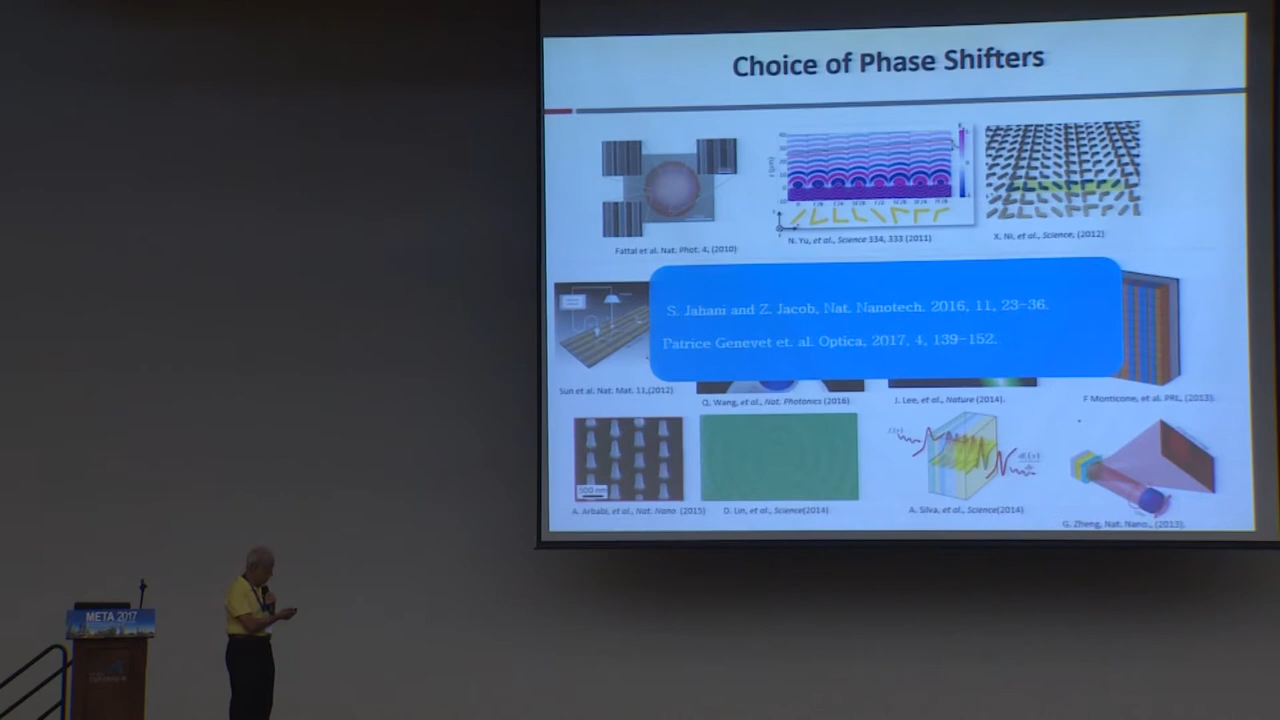 Choice of Phase Shifters
Fattal et al. Nat. Phot. 4, (2010)
N. Yu, et al., Science 334, 333 (2011)
X. Ni, et al., Science, (2012)
S. Jahani and Z. Jacob, Nat. Nanotech. 2016, 11, 23-36.
Patrice Genevet et. al. Optica, 2017, 4, 139-152.
Sun et al. Nat. Mat. 11,(2012)
Q. Wang, et al., Nat. Photonics (2016)
J. Lee, et al., Nature (2014).
F Monticone, et al. PRL, (2013).
500 nm
A. Arbabi, et al., Nat. Nano (2015)
D. Lin, et al., Science(2014)
A. Silva, et al., Science(2014)
G. Zheng, Nat. Nano., (2013).
META 2017